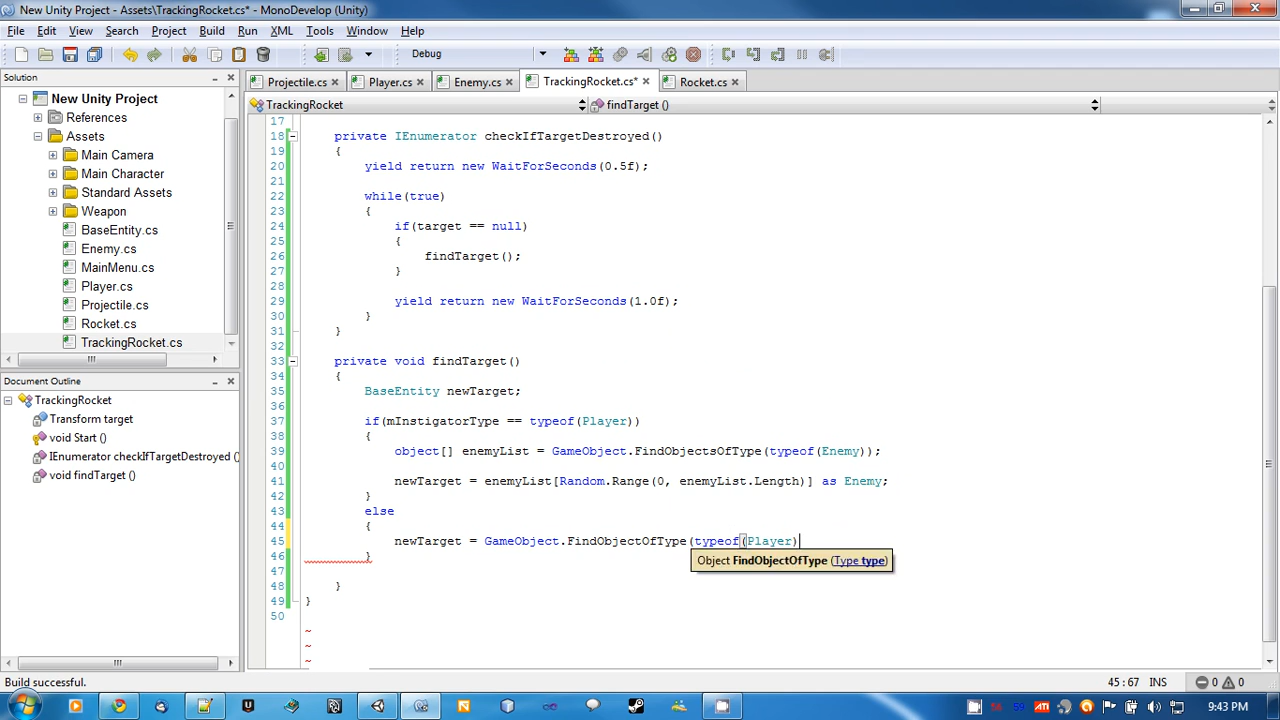 New Unity Project - Assets\TrackingRocket.cs* - MonoDevelop (Unity)
File Edit View Search Project Build Run XML Tools Window Help
Debug
Solution
Projectile.cs Player.cs Enemy.cs TrackingRocket.cs* Rocket.cs
TrackingRocket findTarget ()
New Unity Project
References
Assets
Main Camera
Main Character
Standard Assets
Weapon
BaseEntity.cs
Enemy.cs
MainMenu.cs
Player.cs
Projectile.cs
Rocket.cs
TrackingRocket.cs
Document Outline
TrackingRocket
Transform target
void Start ()
IEnumerator checkIfTargetDestroyed ()
void findTarget ()
17
18 private IEnumerator checkIfTargetDestroyed()
19 {
20 yield return new WaitForSeconds(0.5f);
21
22 while(true)
23 {
24 if(target == null)
25 {
26 findTarget();
27 }
28
29 yield return new WaitForSeconds(1.0f);
30 }
31 }
32
33 private void findTarget()
34 {
35 BaseEntity newTarget;
36
37 if(mInstigatorType == typeof(Player))
38 {
39 object[] enemyList = GameObject.FindObjectsOfType(typeof(Enemy));
40
41 newTarget = enemyList[Random.Range(0, enemyList.Length)] as Enemy;
42 }
43 else
44 {
45 newTarget = GameObject.FindObjectOfType(typeof(Player)
46 }
Object FindObjectOfType (Type type)
47
48 }
49 }
50
~
~
~
Build successful.
0 0
45 : 67 INS
9:43 PM